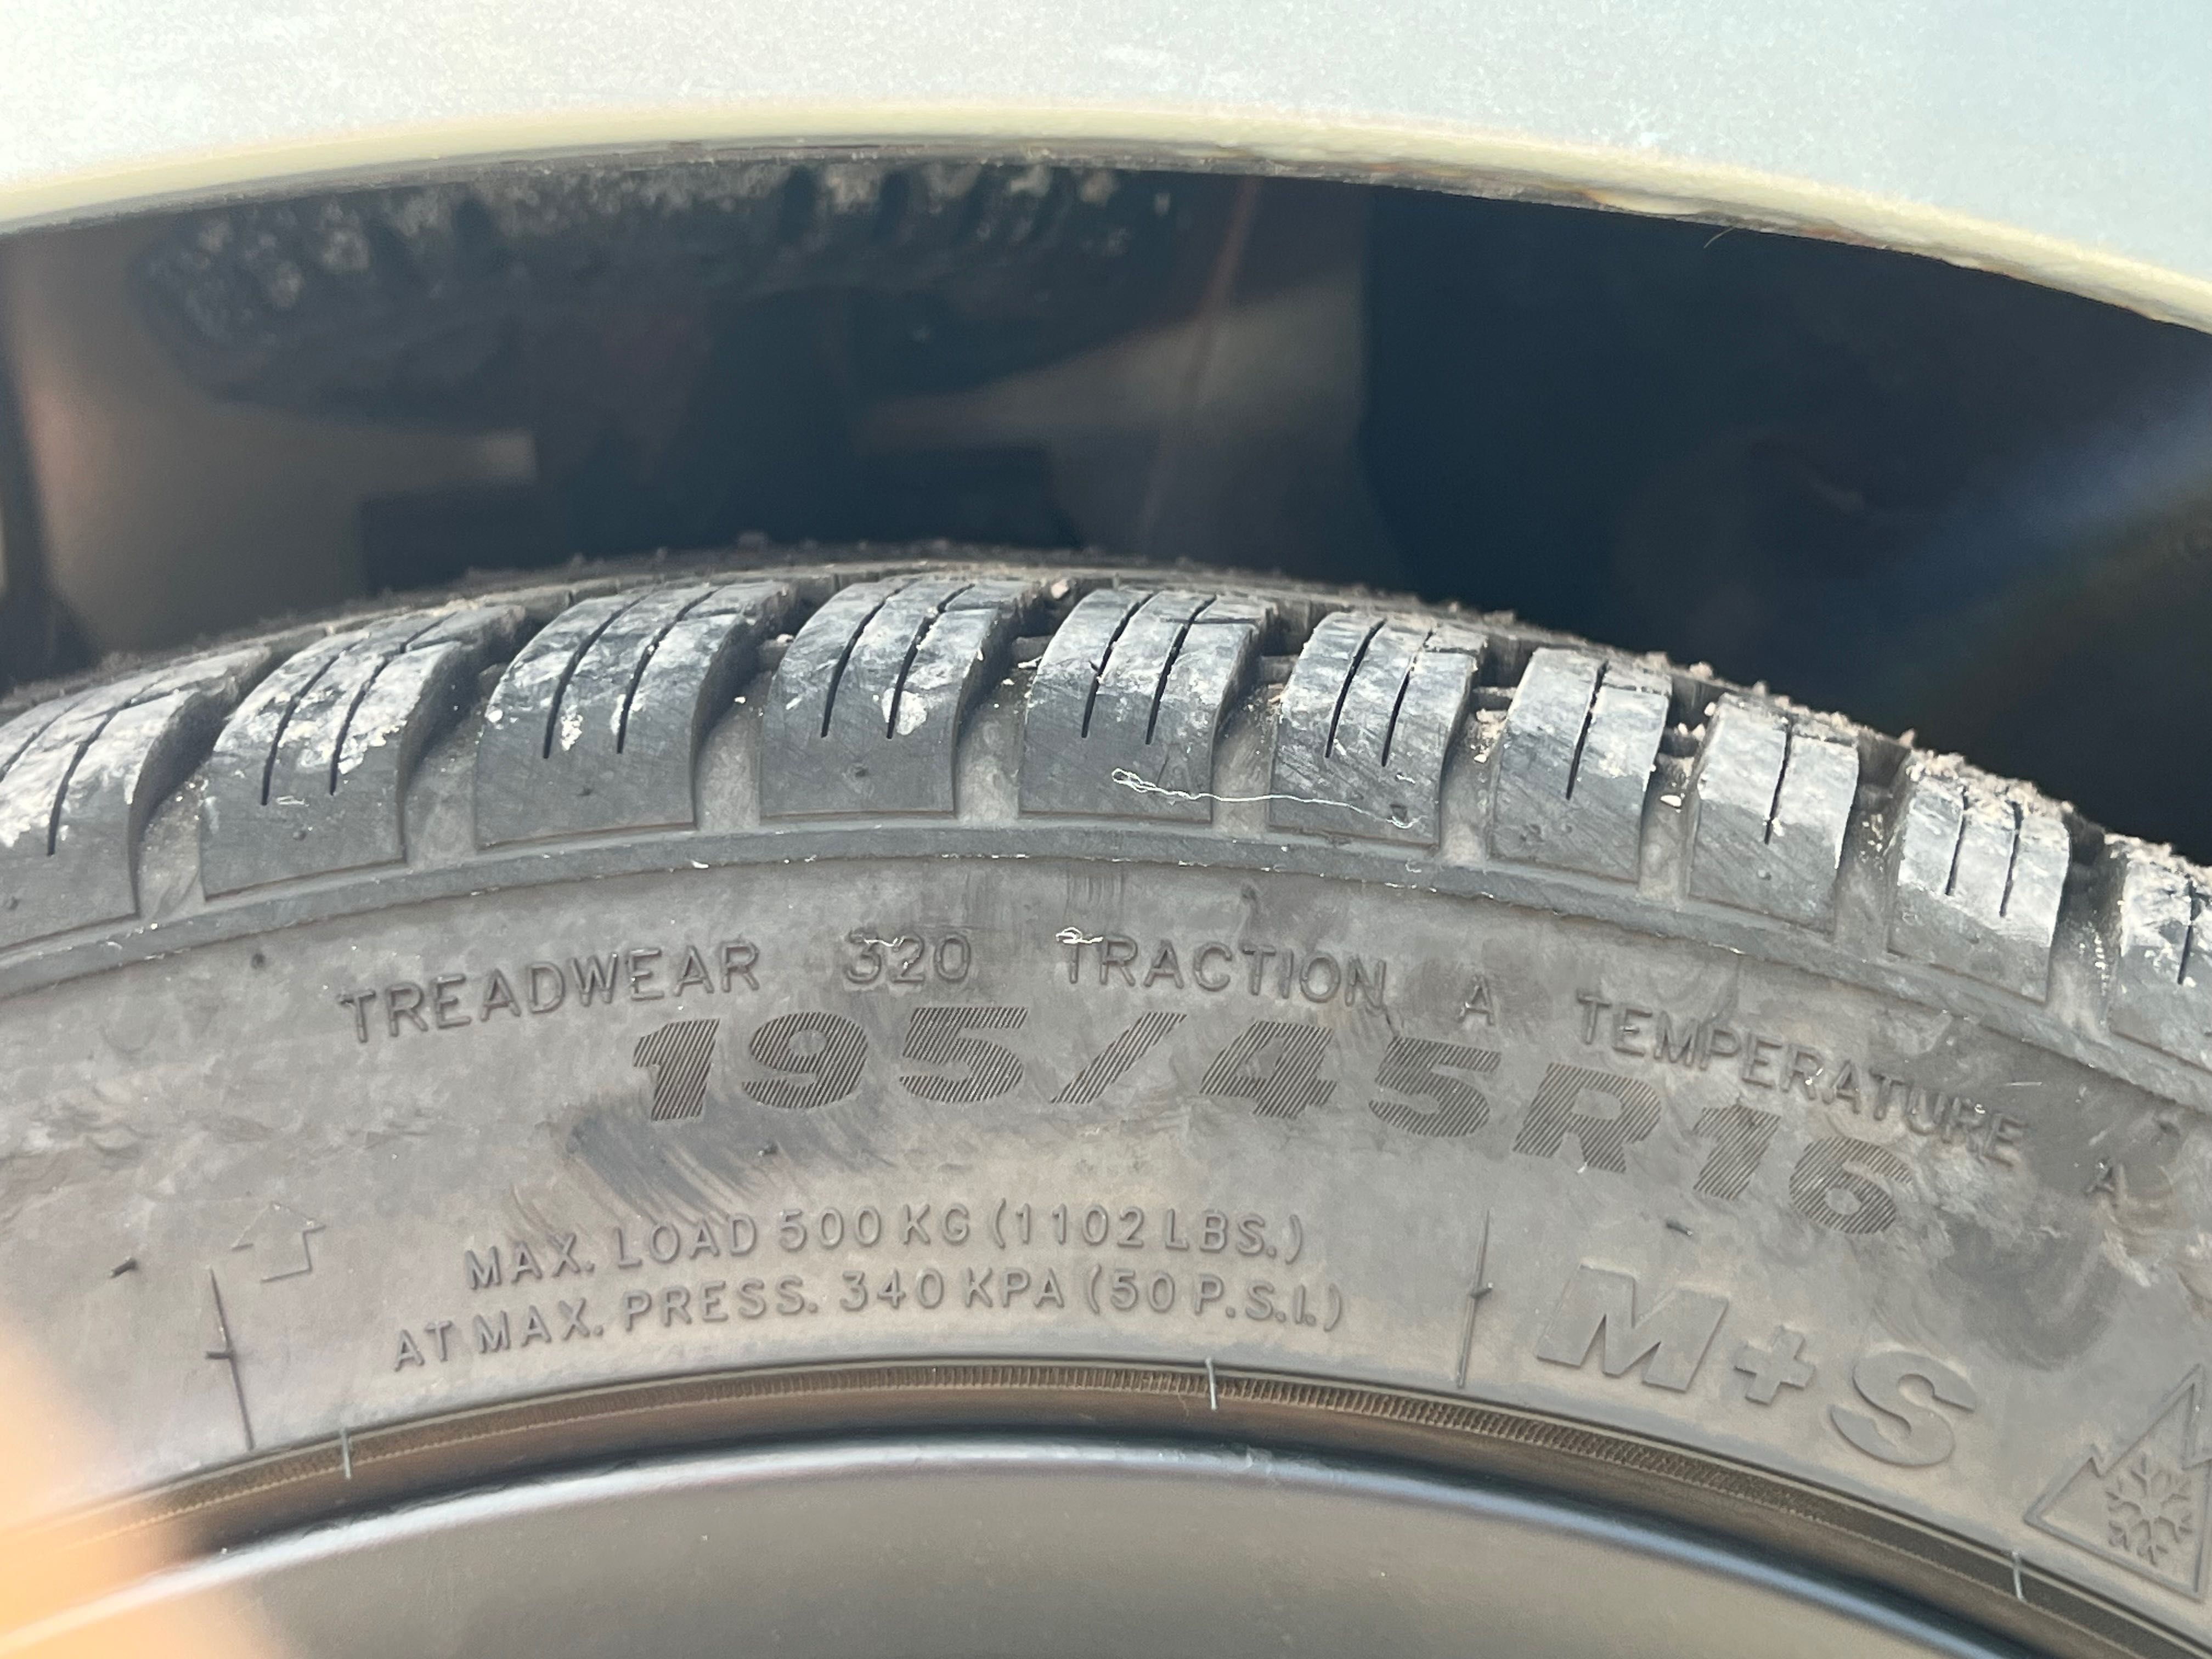 TREADWEAR 320 TRACTION A TEMPERATURE A
195/45R16
MAX. LOAD 500 KG (1102 LBS.)
AT MAX. PRESS. 340 KPA (50 P.S.I.)
M+S